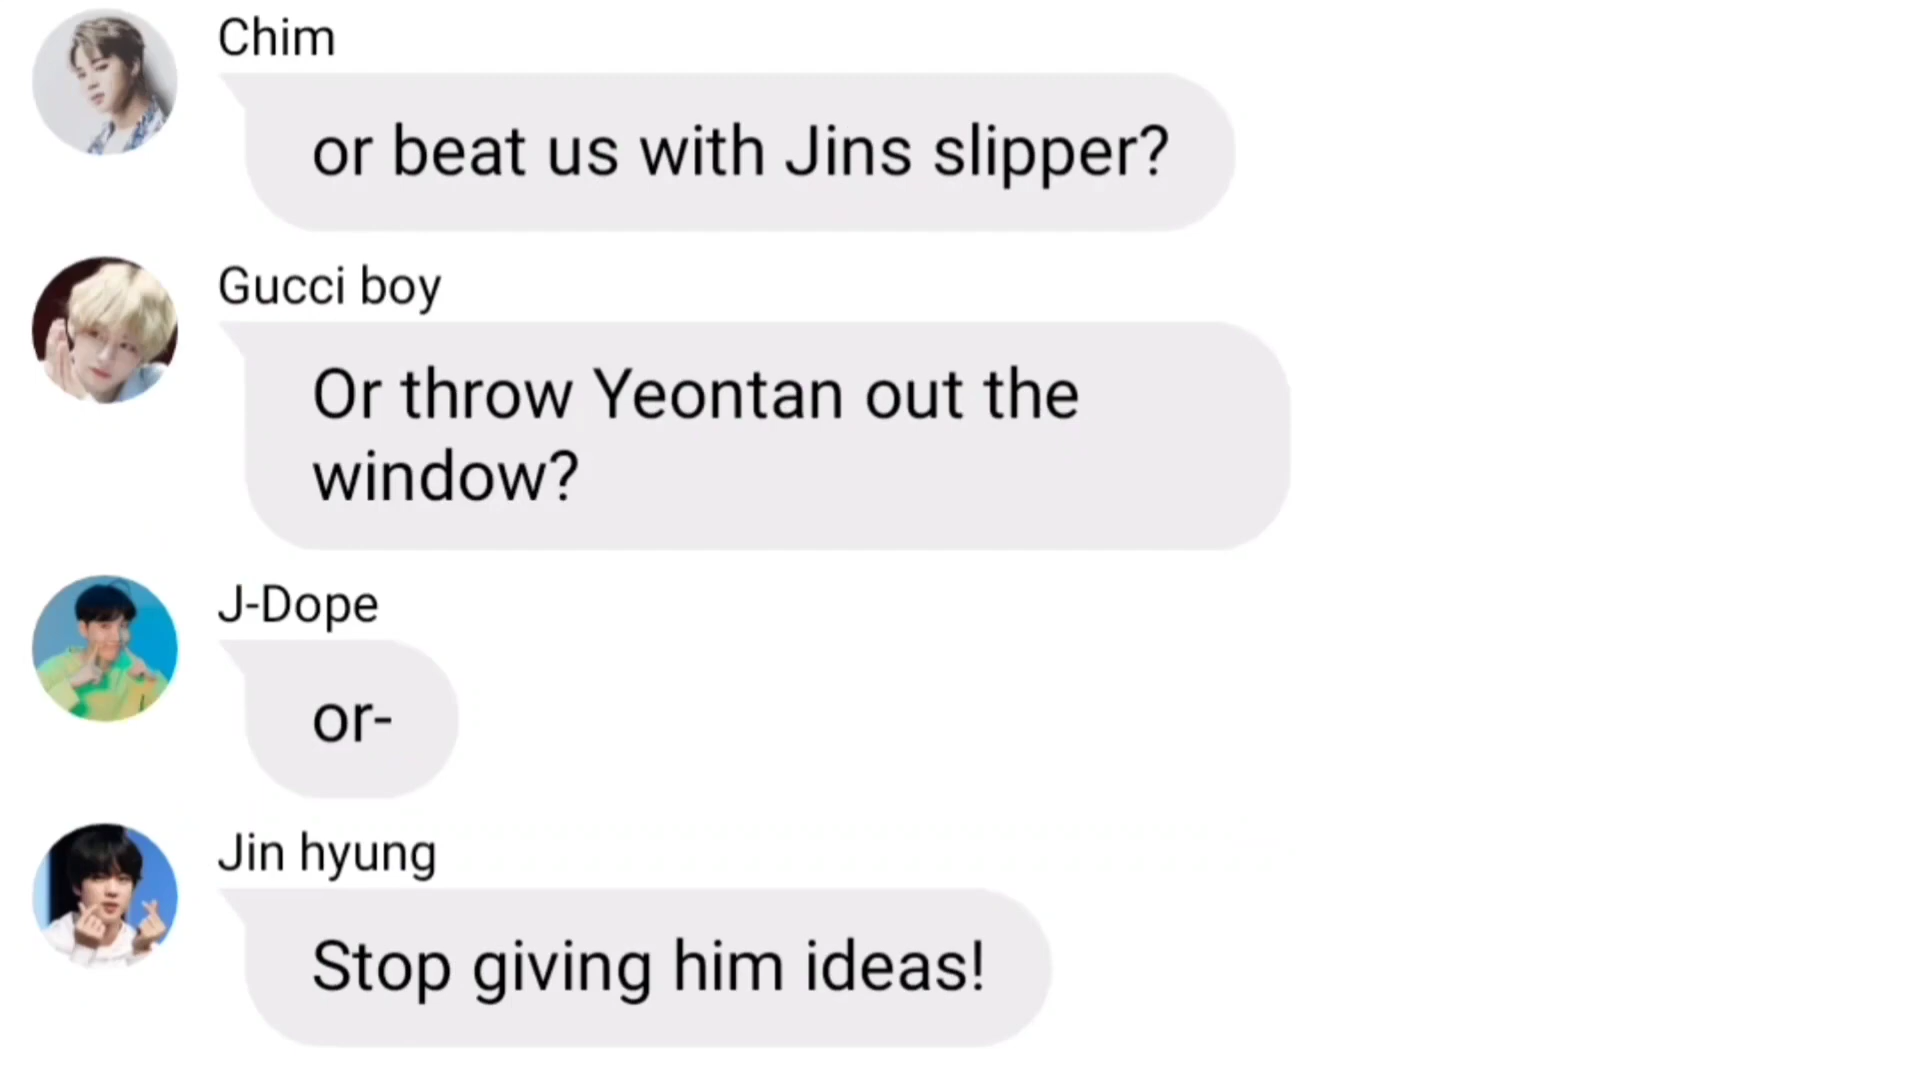 Chim
or beat us with Jins slipper?
Gucci boy
Or throw Yeontan out the
window?
J-Dope
or-
Jin hyung
Stop giving him ideas!